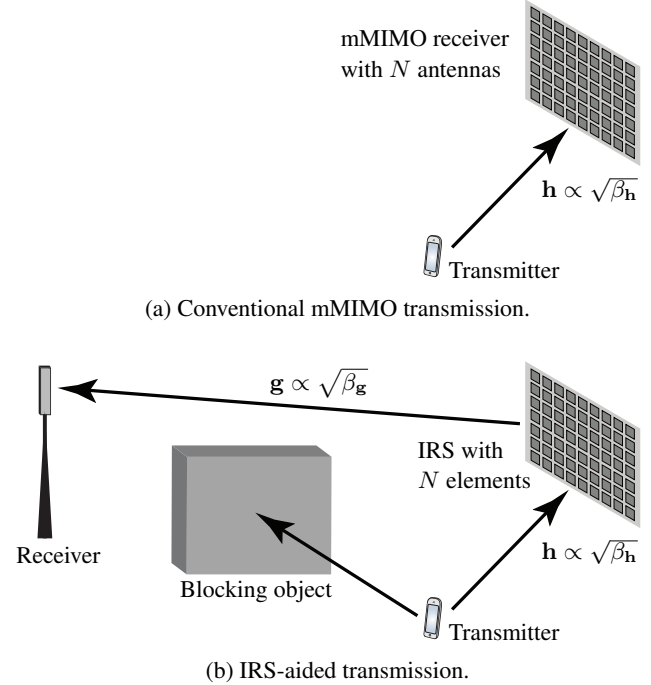 mMIMO receiver
with N antennas
h ∝ √β_h
Transmitter
(a) Conventional mMIMO transmission.
g ∝ √β_g
IRS with
N elements
h ∝ √β_h
Receiver
Blocking object
Transmitter
(b) IRS-aided transmission.